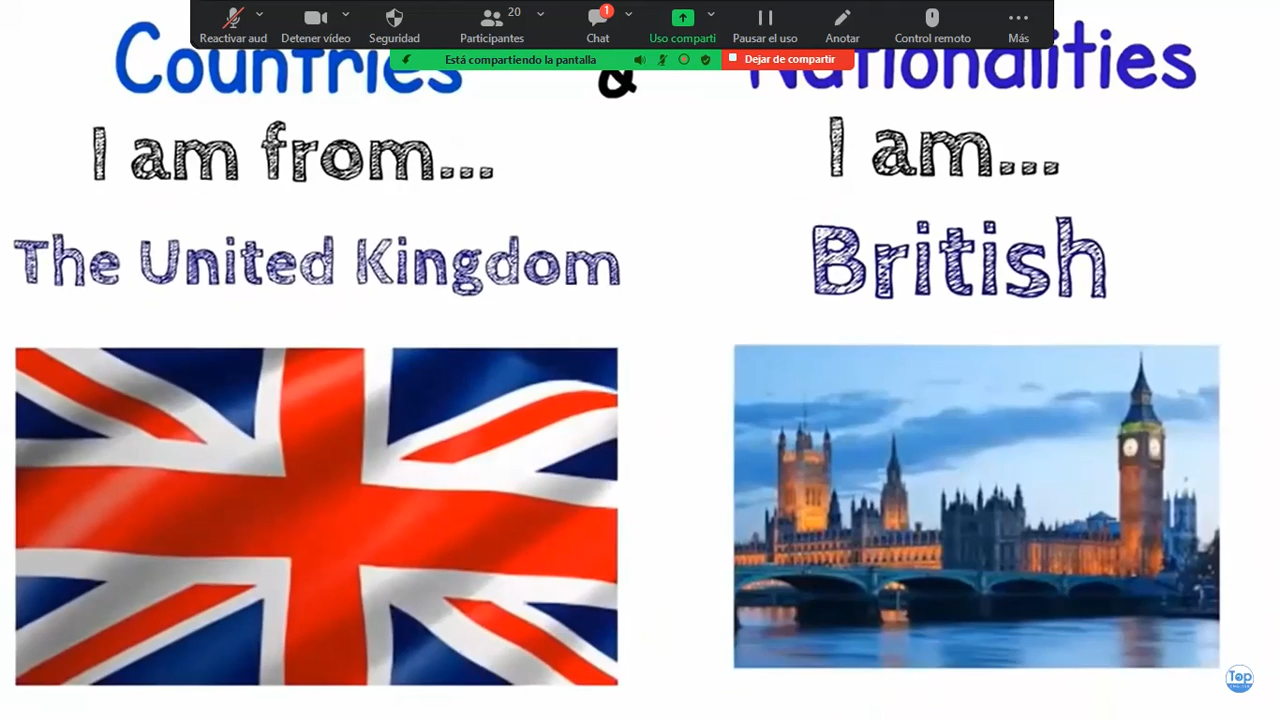 20
1
Reactivar aud
Detener vídeo
Seguridad
Participantes
Chat
Uso comparti
Pausar el uso
Anotar
Control remoto
Más
Está compartiendo la pantalla
Dejar de compartir
Countries & Nationalities
I am from...
I am...
The United Kingdom
British
Top